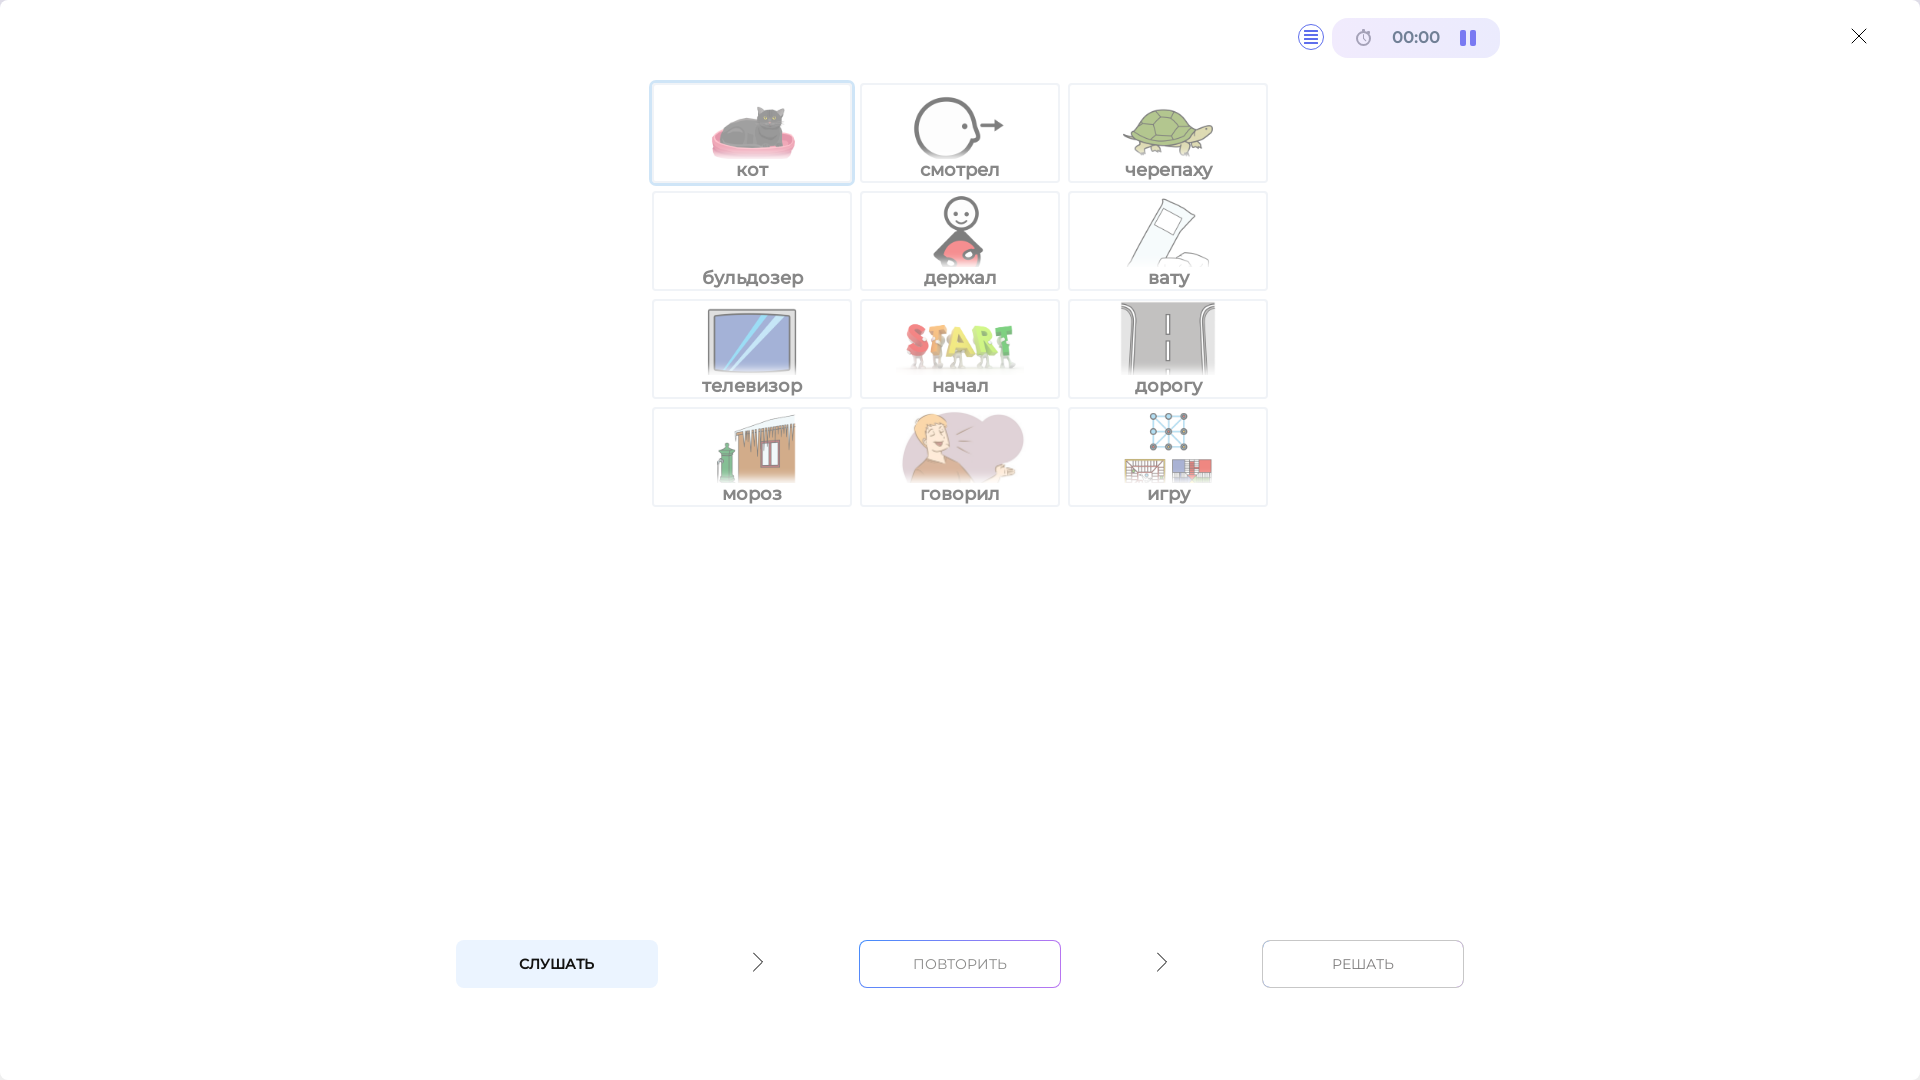 00:00
кот
смотрел
черепаху
бульдозер
держал
вату
телевизор
START
начал
дорогу
мороз
говорил
игру
СЛУШАТЬ
ПОВТОРИТЬ
РЕШАТЬ